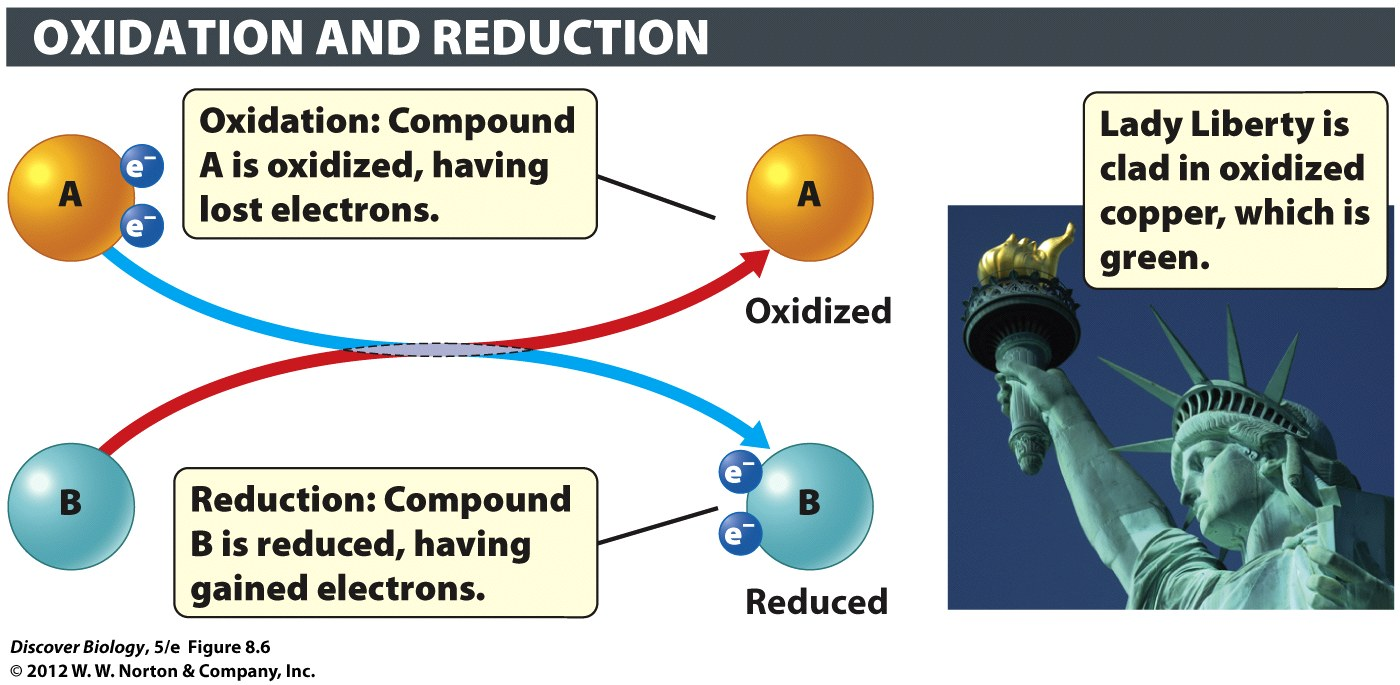 OXIDATION AND REDUCTION
A
e⁻
e⁻
Oxidation: Compound
A is oxidized, having
lost electrons.
A
Oxidized
Lady Liberty is
clad in oxidized
copper, which is
green.
B
Reduction: Compound
B is reduced, having
gained electrons.
e⁻
e⁻
B
Reduced
Discover Biology, 5/e Figure 8.6
© 2012 W. W. Norton & Company, Inc.